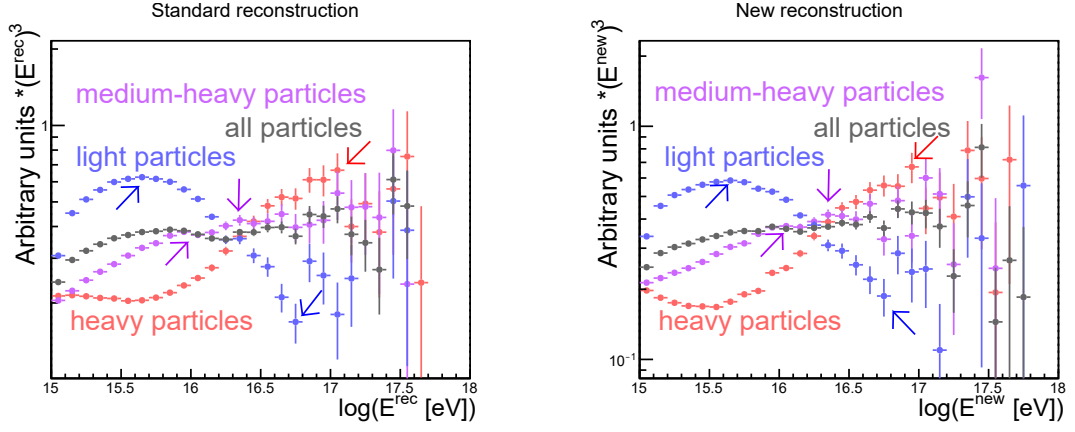 Standard reconstruction
Arbitrary units *(E^rec)^3
1
medium-heavy particles
all particles
light particles
heavy particles
15 15.5 16 16.5 17 17.5 18
log(E^rec [eV])
New reconstruction
Arbitrary units *(E^new)^3
1
10^−1
medium-heavy particles
all particles
light particles
heavy particles
15 15.5 16 16.5 17 17.5 18
log(E^new [eV])